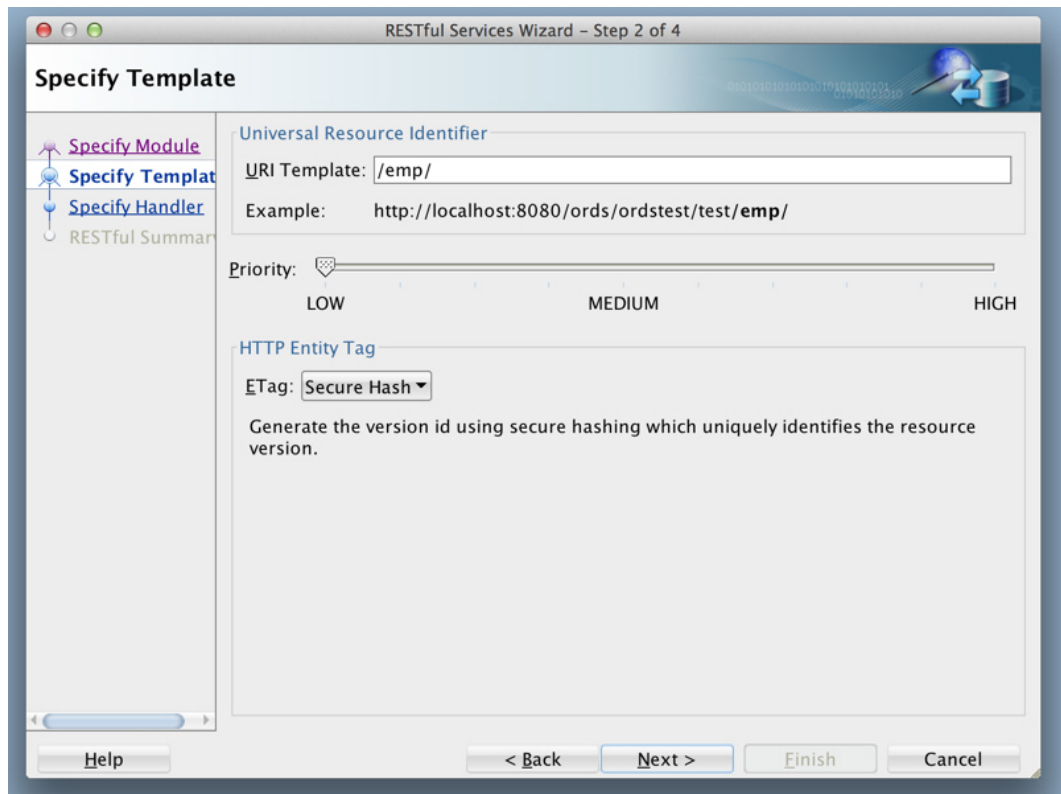 RESTful Services Wizard – Step 2 of 4
Specify Template
Specify Module
Specify Templat
Specify Handler
RESTful Summar
Universal Resource Identifier
URI Template: /emp/
Example: http://localhost:8080/ords/ordstest/test/emp/
Priority:
LOW MEDIUM HIGH
HTTP Entity Tag
ETag: Secure Hash
Generate the version id using secure hashing which uniquely identifies the resource
version.
Help < Back Next > Finish Cancel